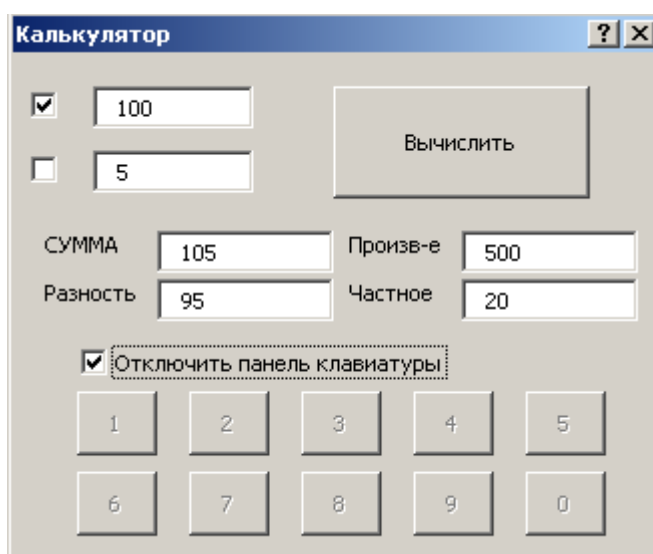 Калькулятор ? X
100
Вычислить
5
СУММА 105 Произв-е 500
Разность 95 Частное 20
Отключить панель клавиатуры
1 2 3 4 5
6 7 8 9 0